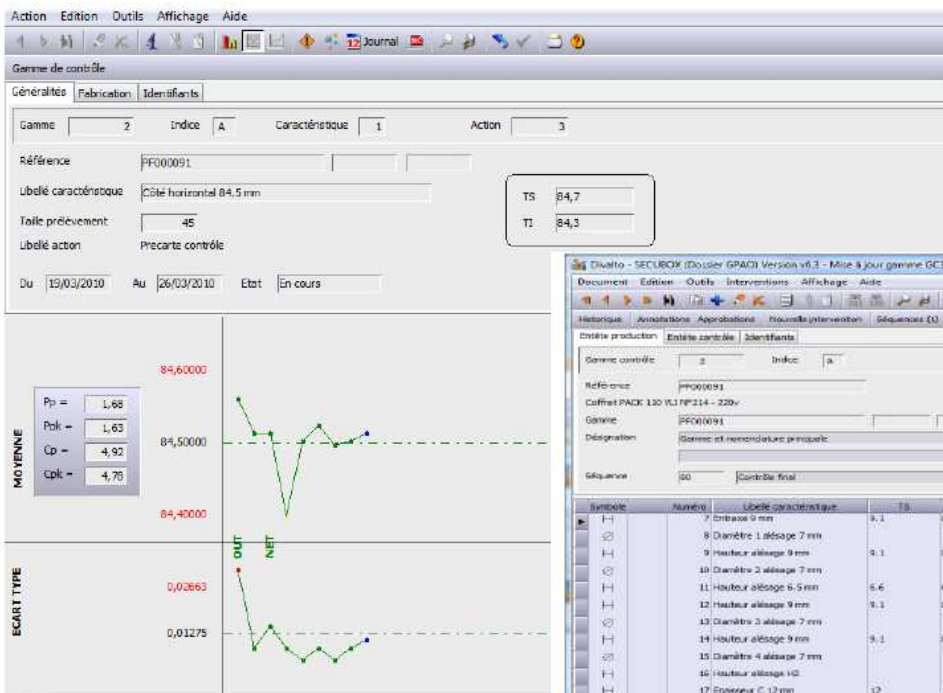 Action Edition Outils Affichage Aide
12 Journal
Gamme de contrôle
Généralités Fabrication Identifiants
Gamme 2 Indice A Caractéristique 1 Action 3
Référence PF000091
Libellé caractéristique Côté horizontal 84,5 mm
TS 84,7
Taille prélèvement 45
TI 84,3
Libellé action Precarte contrôle
Du 19/03/2010 Au 26/03/2010 Etat En cours
MOYENNE
84,60000
84,50000
84,40000
Pp = 1,68
Ppk = 1,63
Cp = 4,92
Cpk = 4,78
OUT
NET
ECART TYPE
0,02663
0,01275
Divalto - SECUBOX (Dossier GPAO) Version v6.3 - Mise à jour gamme GC3
Document Edition Outils Interventions Affichage Aide
Historique Annotations Approbations Nouvelle intervention Séquences (1)
Entête production Entête contrôle Identifiants
Gamme contrôle Indice A
Référence PF000091
Coffret PACK 110
Gamme PF000091
Désignation Gamme et nomenclature principale
Séquence 80 Contrôle final
Symbole Numéro Libellé caractéristique TS
7 Entraxe 9 mm 9.1
8 Diamètre 1 alésage 7 mm
9 Hauteur alésage 9 mm 9.1
10 Diamètre 2 alésage 7 mm
11 Hauteur alésage 6.5 mm 6.6
12 Hauteur alésage 9 mm 9.1
13 Diamètre 3 alésage 7 mm
14 Hauteur alésage 9 mm 9.1
15 Diamètre 4 alésage 7 mm
16 Hauteur alésage H2
17 Epaisseur C 12 mm 12